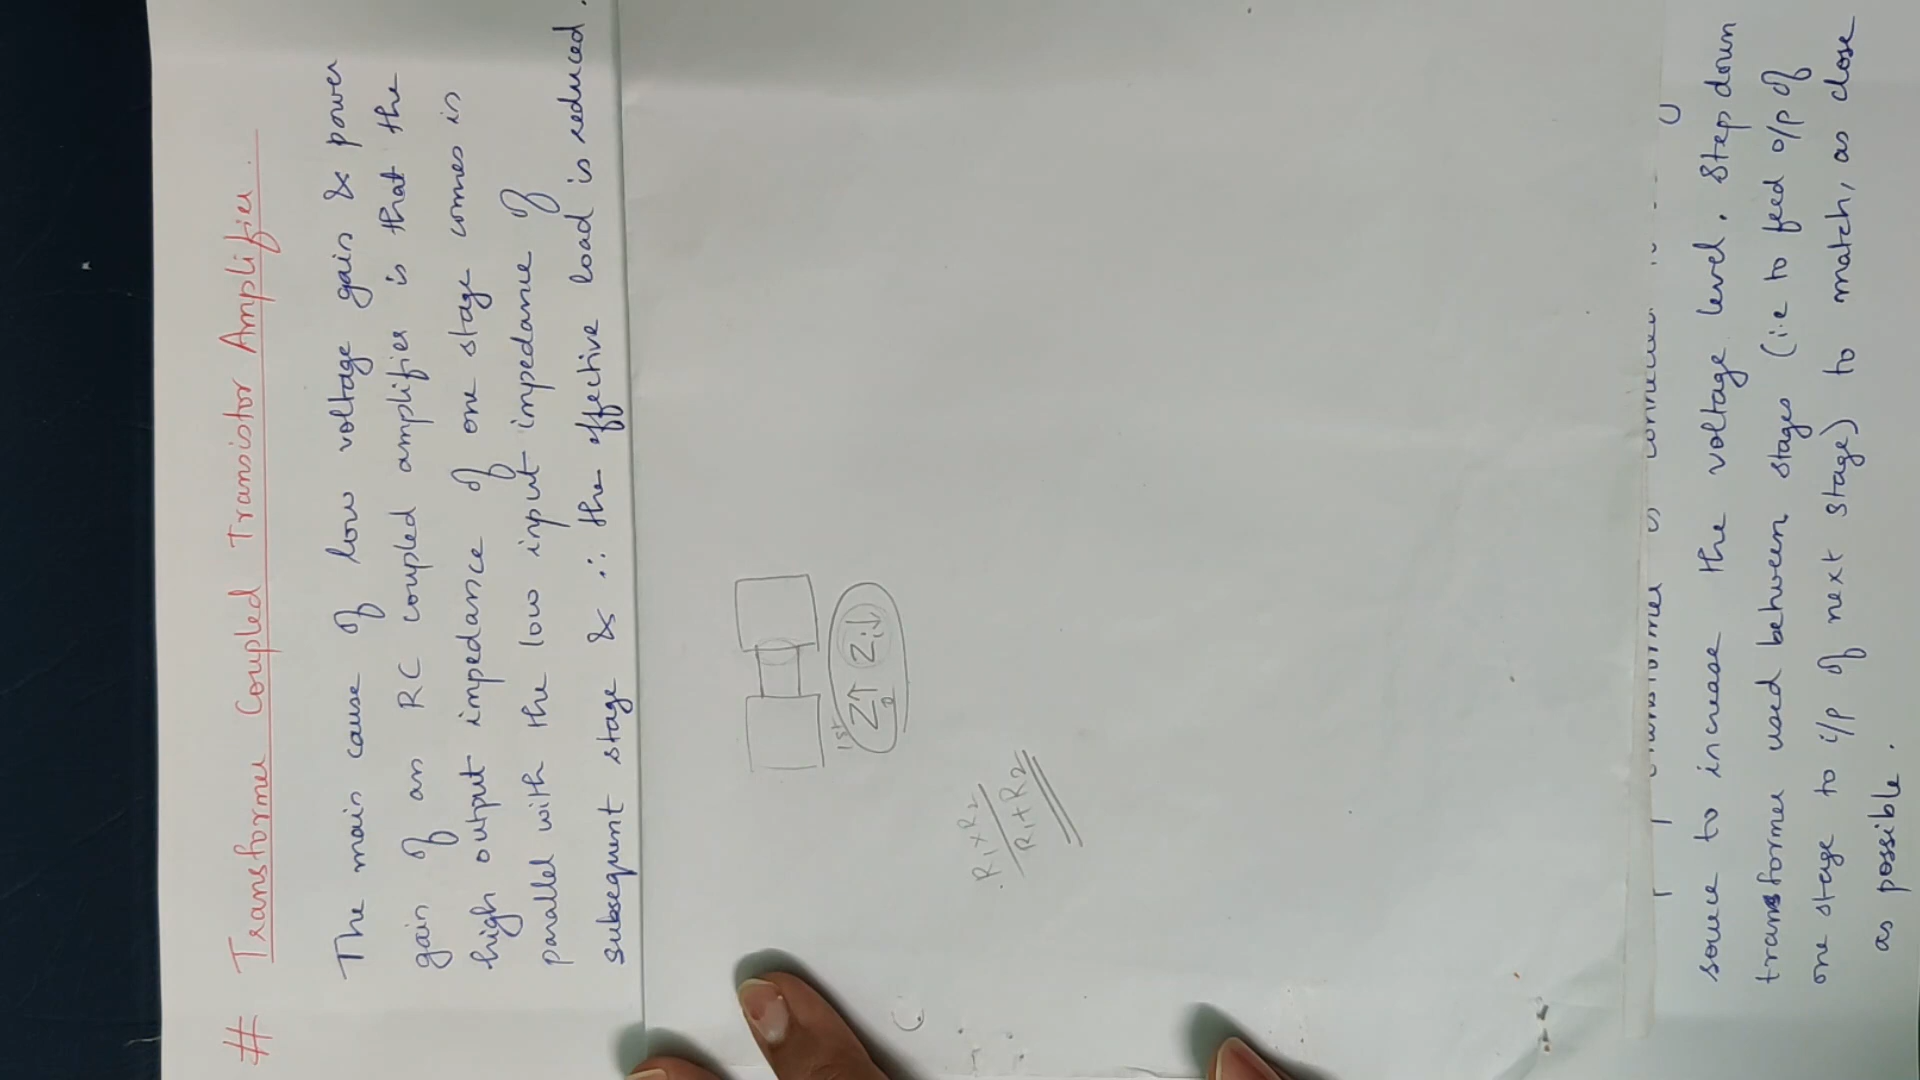 # Transformer Coupled Transistor Amplifier.
The main cause of low voltage gain & power
gain of an RC coupled amplifier is that the
high output impedance of one stage comes in
parallel with the low input impedance of
subsequent stage & ∴ the effective load is reduced.
1st
Zo↑ Zi↓
R1×R2
R1+R2
transformer is connected
source to increase the voltage level. Step down
transformer used between stages (i.e to feed o/p of
one stage to i/p of next stage) to match, as close
as possible.